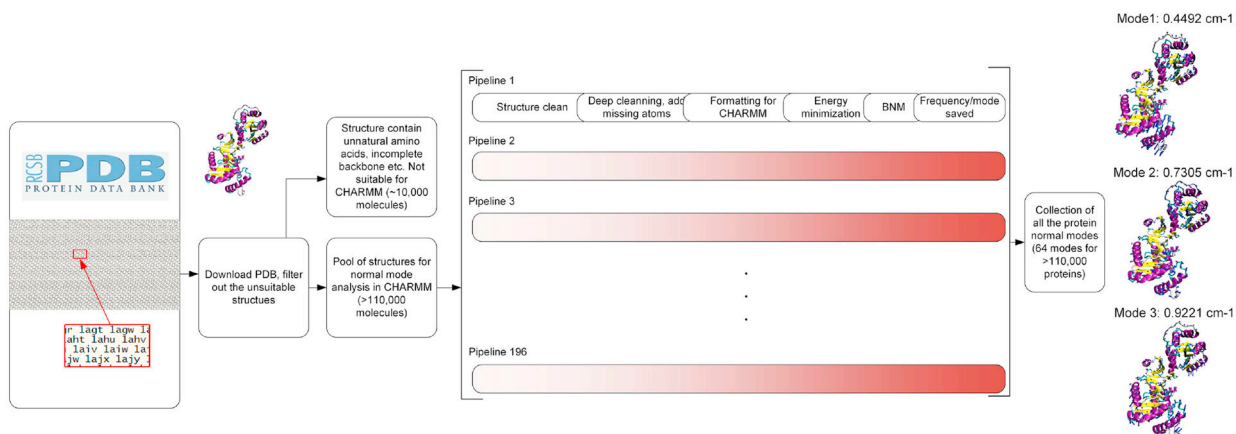 RCSB
PDB
PROTEIN DATA BANK
jr lagt lagw la
aht lahu lahv
laiv laiw la
jw lajx lajy l
Download PDB, filter
out the unsuitable
structues
Structure contain
unnatural amino
acids, incomplete
backbone etc. Not
suitable for
CHARMM (~10,000
molecules)
Pool of structures for
normal mode
analysis in CHARMM
(>110,000
molecules)
Pipeline 1
Structure clean
Deep cleanning, add
missing atoms
Formatting for
CHARMM
Energy
minimization
BNM
Frequency/mode
saved
Pipeline 2
Pipeline 3
Pipeline 196
Collection of
all the protein
normal modes
(64 modes for
>110,000
proteins)
Mode1: 0.4492 cm-1
Mode 2: 0.7305 cm-1
Mode 3: 0.9221 cm-1